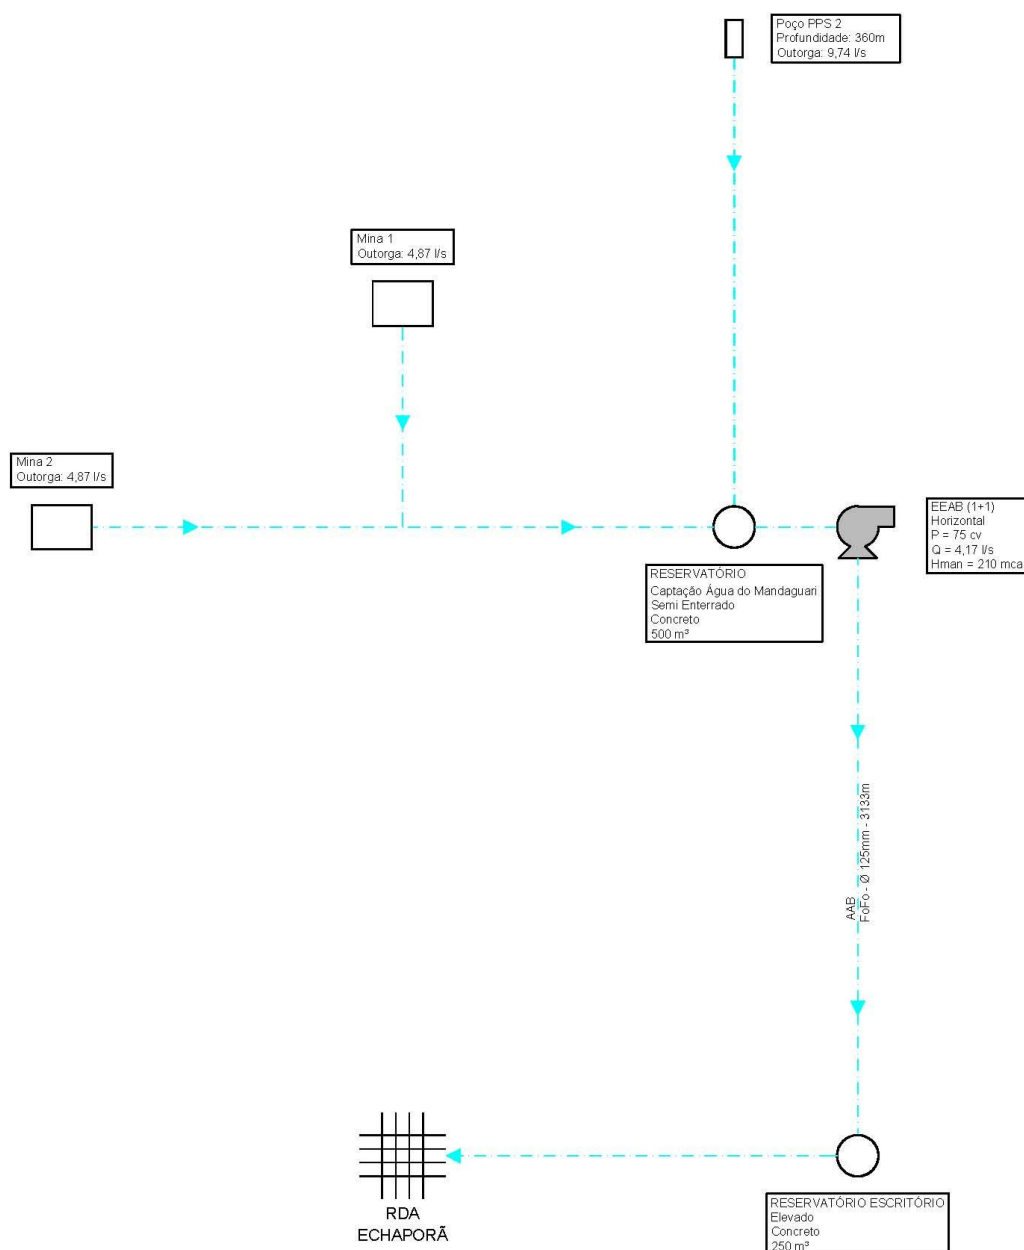 Poço PPS 2
Profundidade: 360m
Outorga: 9,74 l/s
Mina 1
Outorga: 4,87 l/s
Mina 2
Outorga: 4,87 l/s
EEAB (1+1)
Horizontal
P = 75 cv
Q = 4,17 l/s
Hman = 210 mca
RESERVATÓRIO
Captação Água do Mandaguari
Semi Enterrado
Concreto
500 m³
AAB
FoFo - Ø 125mm - 3133m
RDA
ECHAPORÃ
RESERVATÓRIO ESCRITÓRIO
Elevado
Concreto
250 m³